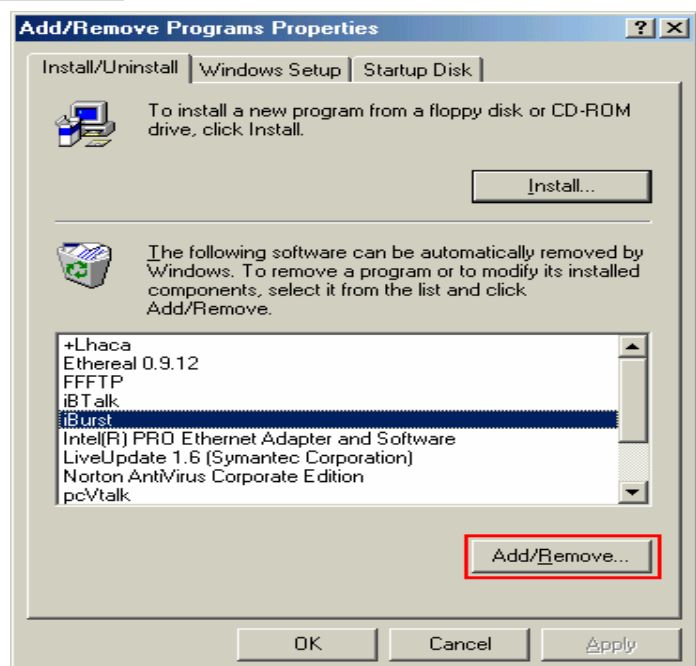 Add/Remove Programs Properties
Install/Uninstall Windows Setup Startup Disk
To install a new program from a floppy disk or CD-ROM
drive, click Install.
Install...
The following software can be automatically removed by
Windows. To remove a program or to modify its installed
components, select it from the list and click
Add/Remove.
+Lhaca
Ethereal 0.9.12
FFFTP
iBTalk
iBurst
Intel(R) PRO Ethernet Adapter and Software
LiveUpdate 1.6 (Symantec Corporation)
Norton AntiVirus Corporate Edition
pcVtalk
Add/Remove...
OK Cancel Apply